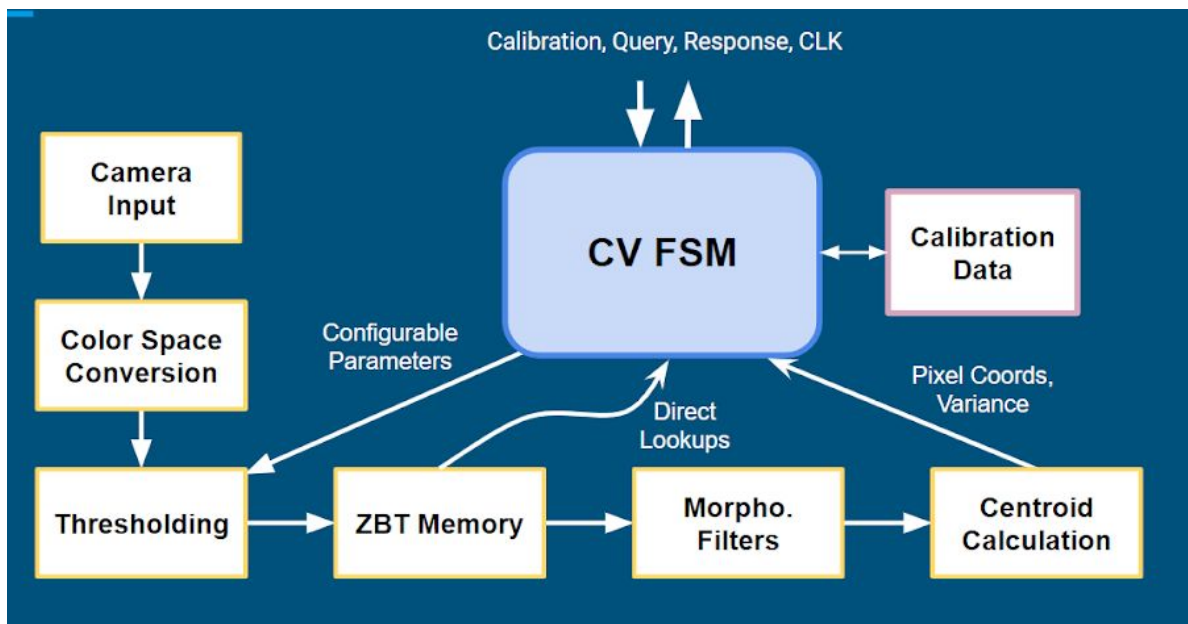 Calibration, Query, Response, CLK
Camera
Input
CV FSM
Calibration
Data
Color Space
Conversion
Configurable
Parameters
Direct
Lookups
Pixel Coords,
Variance
Thresholding
ZBT Memory
Morpho.
Filters
Centroid
Calculation